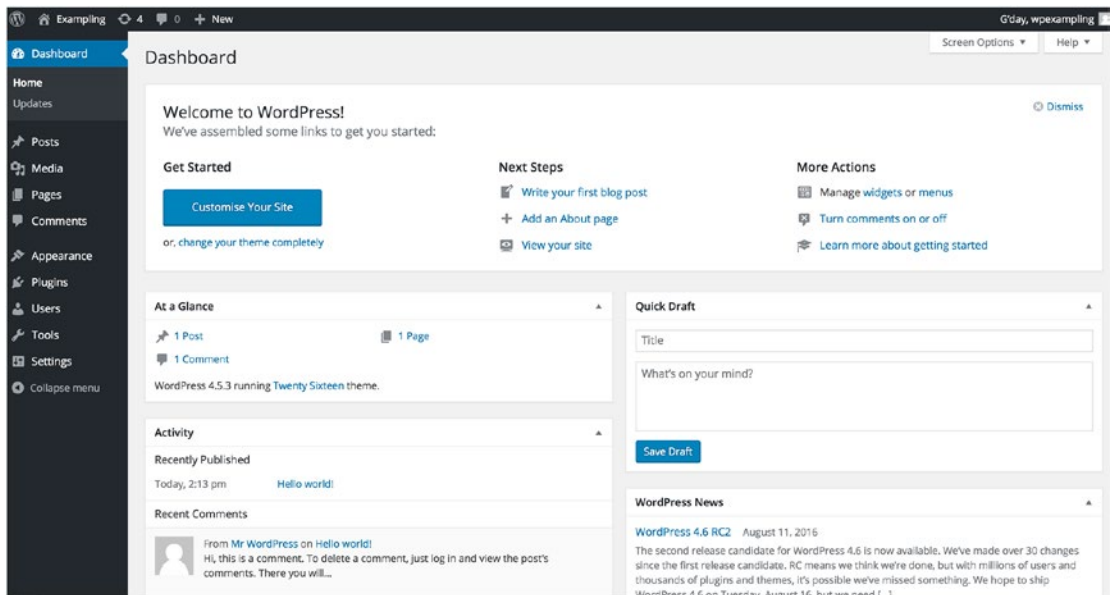 Exampling 4 0 + New
G'day, wpexampling
Dashboard
Home
Updates
Posts
Media
Pages
Comments
Appearance
Plugins
Users
Tools
Settings
Collapse menu
Screen Options ▼ Help ▼
Dashboard
Welcome to WordPress!
We've assembled some links to get you started:
Dismiss
Get Started
Customise Your Site
or, change your theme completely
Next Steps
Write your first blog post
Add an About page
View your site
More Actions
Manage widgets or menus
Turn comments on or off
Learn more about getting started
At a Glance
1 Post 1 Page
1 Comment
WordPress 4.5.3 running Twenty Sixteen theme.
Activity
Recently Published
Today, 2:13 pm Hello world!
Recent Comments
From Mr WordPress on Hello world!
Hi, this is a comment. To delete a comment, just log in and view the post's
comments. There you will...
Quick Draft
Title
What's on your mind?
Save Draft
WordPress News
WordPress 4.6 RC2 August 11, 2016
The second release candidate for WordPress 4.6 is now available. We've made over 30 changes
since the first release candidate. RC means we think we're done, but with millions of users and
thousands of plugins and themes, it's possible we've missed something. We hope to ship
WordPress 4.6 on Tuesday, August 16, but we need [...]